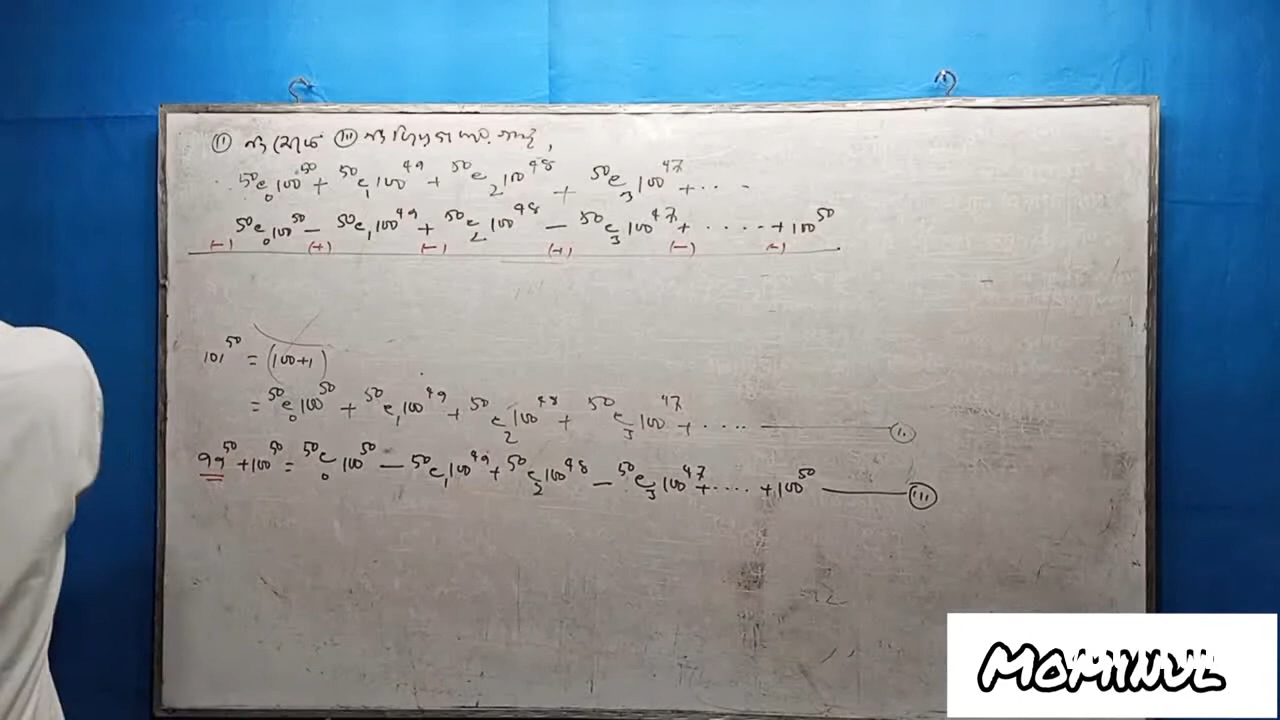 (ii) নং থেকে (iii) নং বিয়োগ করে পাই,
⁵⁰C₀100⁵⁰ + ⁵⁰C₁100⁴⁹ + ⁵⁰C₂100⁴⁸ + ⁵⁰C₃100⁴⁷ + ....
⁵⁰C₀100⁵⁰ - ⁵⁰C₁100⁴⁹ + ⁵⁰C₂100⁴⁸ - ⁵⁰C₃100⁴⁷ + ..... + 100⁵⁰
(-) (+) (-) (+) (-) (-)
101⁵⁰ = (100+1)
= ⁵⁰C₀100⁵⁰ + ⁵⁰C₁100⁴⁹ + ⁵⁰C₂100⁴⁸ + ⁵⁰C₃100⁴⁷ + .... (ii)
99⁵⁰ + 100⁵⁰ = ⁵⁰C₀100⁵⁰ - ⁵⁰C₁100⁴⁹ + ⁵⁰C₂100⁴⁸ - ⁵⁰C₃100⁴⁷ + .... + 100⁵⁰ (iii)
MOMINUL